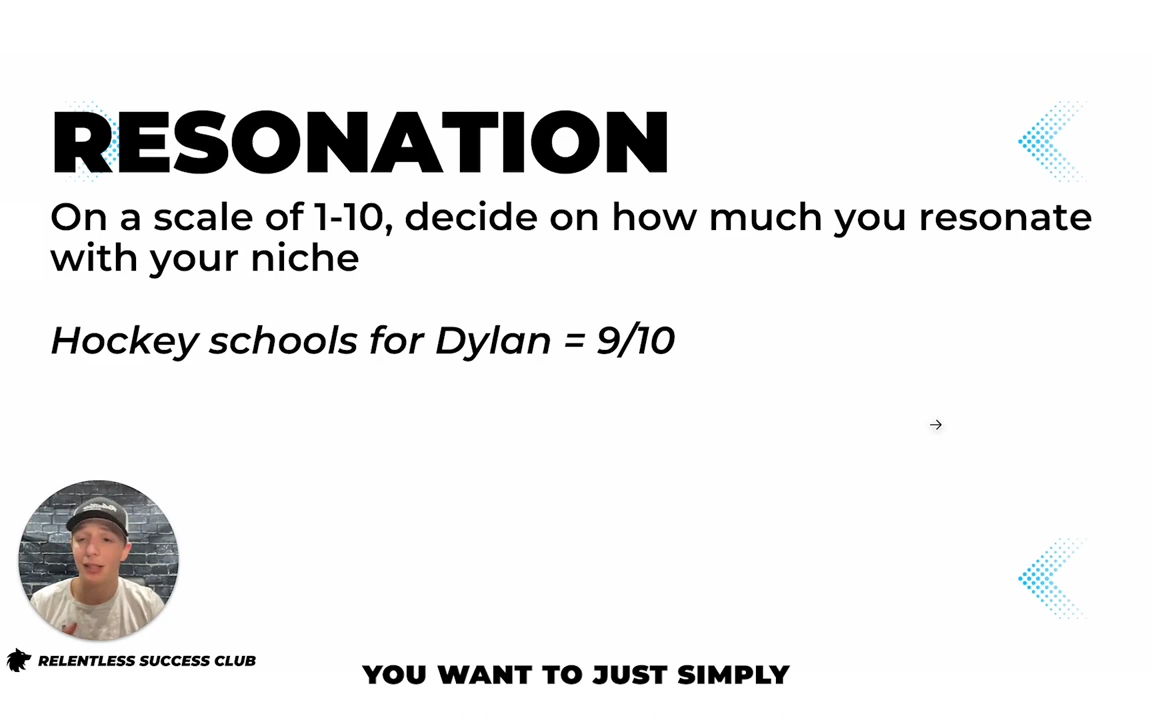 RESONATION
On a scale of 1-10, decide on how much you resonate
with your niche
Hockey schools for Dylan = 9/10
RELENTLESS SUCCESS CLUB
YOU WANT TO JUST SIMPLY